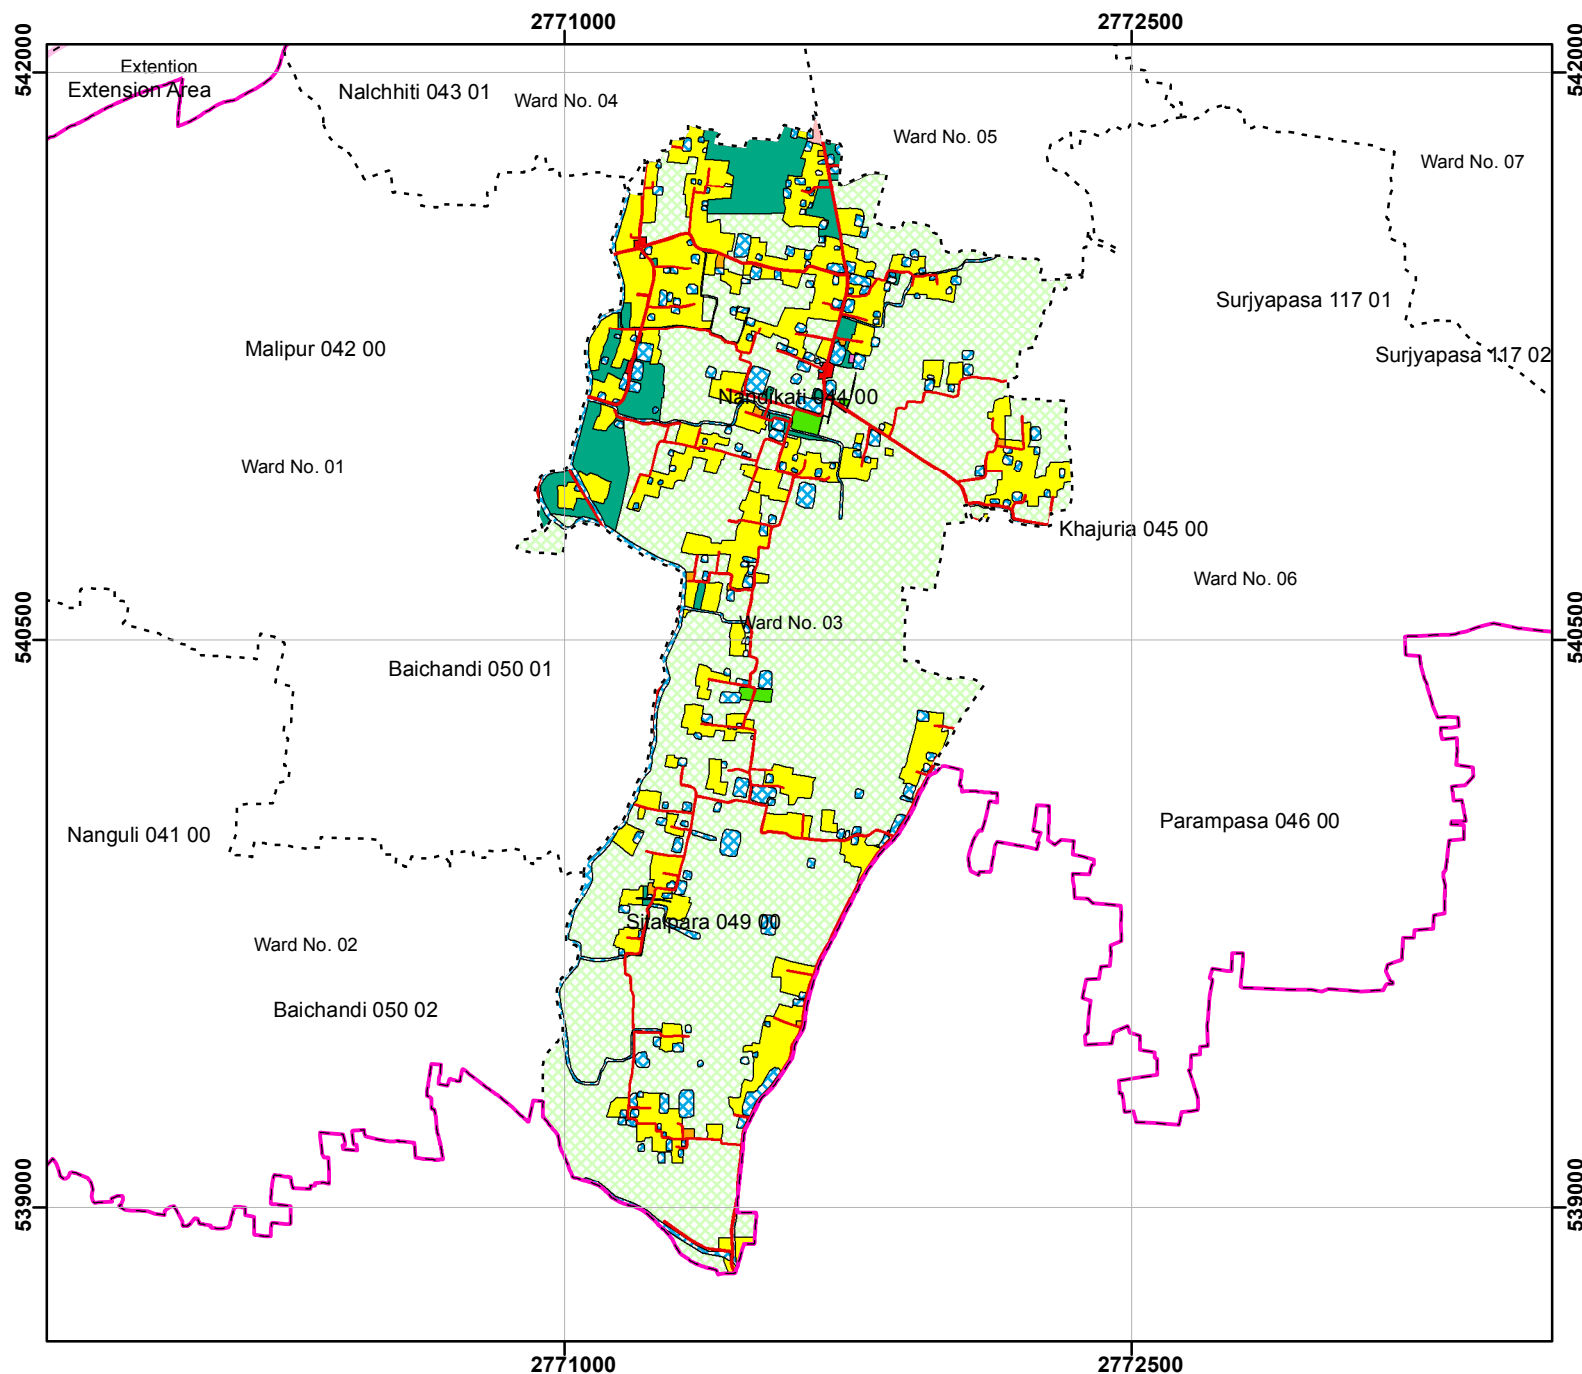 2771000 2772500
542000 542000
Extention
Extension Area
Nalchhiti 043 01
Ward No. 04
Ward No. 05
Ward No. 07
Surjyapasa 117 01
Malipur 042 00
Surjyapasa 117 02
Nandikati 044 00
Ward No. 01
Khajuria 045 00
Ward No. 06
540500 540500
Ward No. 03
Baichandi 050 01
Nanguli 041 00
Parampasa 046 00
Sitalpara 049 00
Ward No. 02
Baichandi 050 02
539000 539000
2771000 2772500